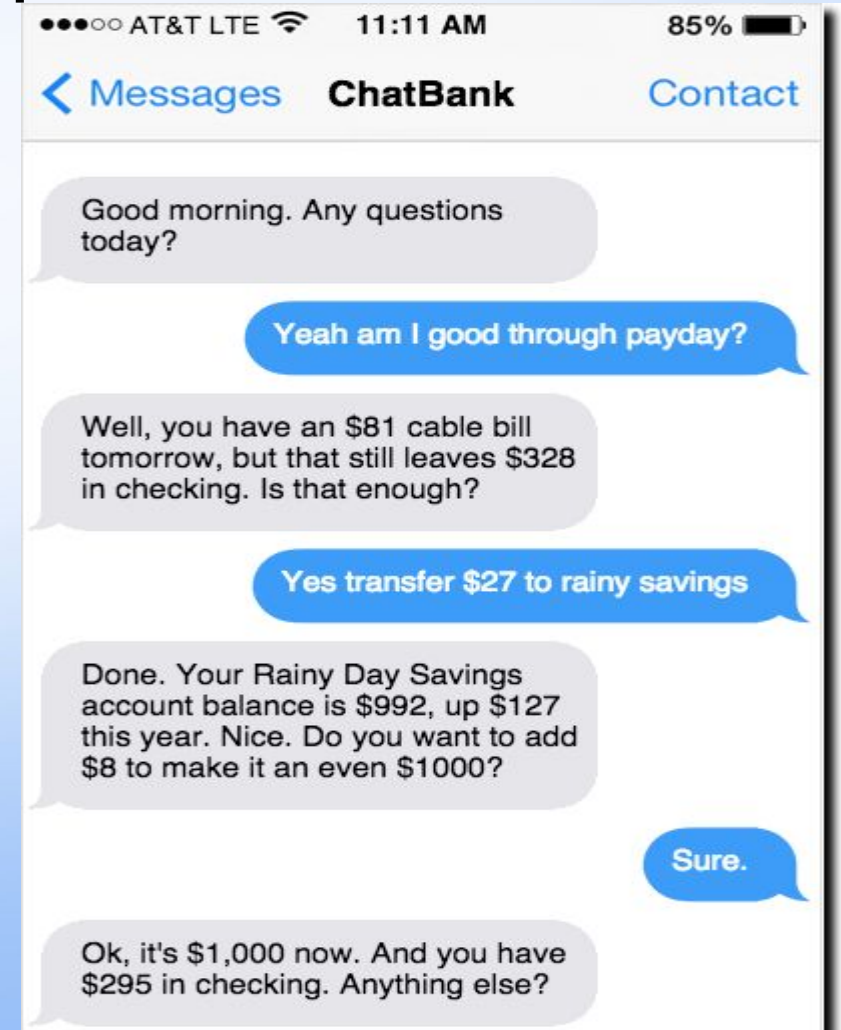 AT&T LTE 11:11 AM 85%
Messages ChatBank Contact
Good morning. Any questions
today?
Yeah am I good through payday?
Well, you have an $81 cable bill
tomorrow, but that still leaves $328
in checking. Is that enough?
Yes transfer $27 to rainy savings
Done. Your Rainy Day Savings
account balance is $992, up $127
this year. Nice. Do you want to add
$8 to make it an even $1000?
Sure.
Ok, it's $1,000 now. And you have
$295 in checking. Anything else?